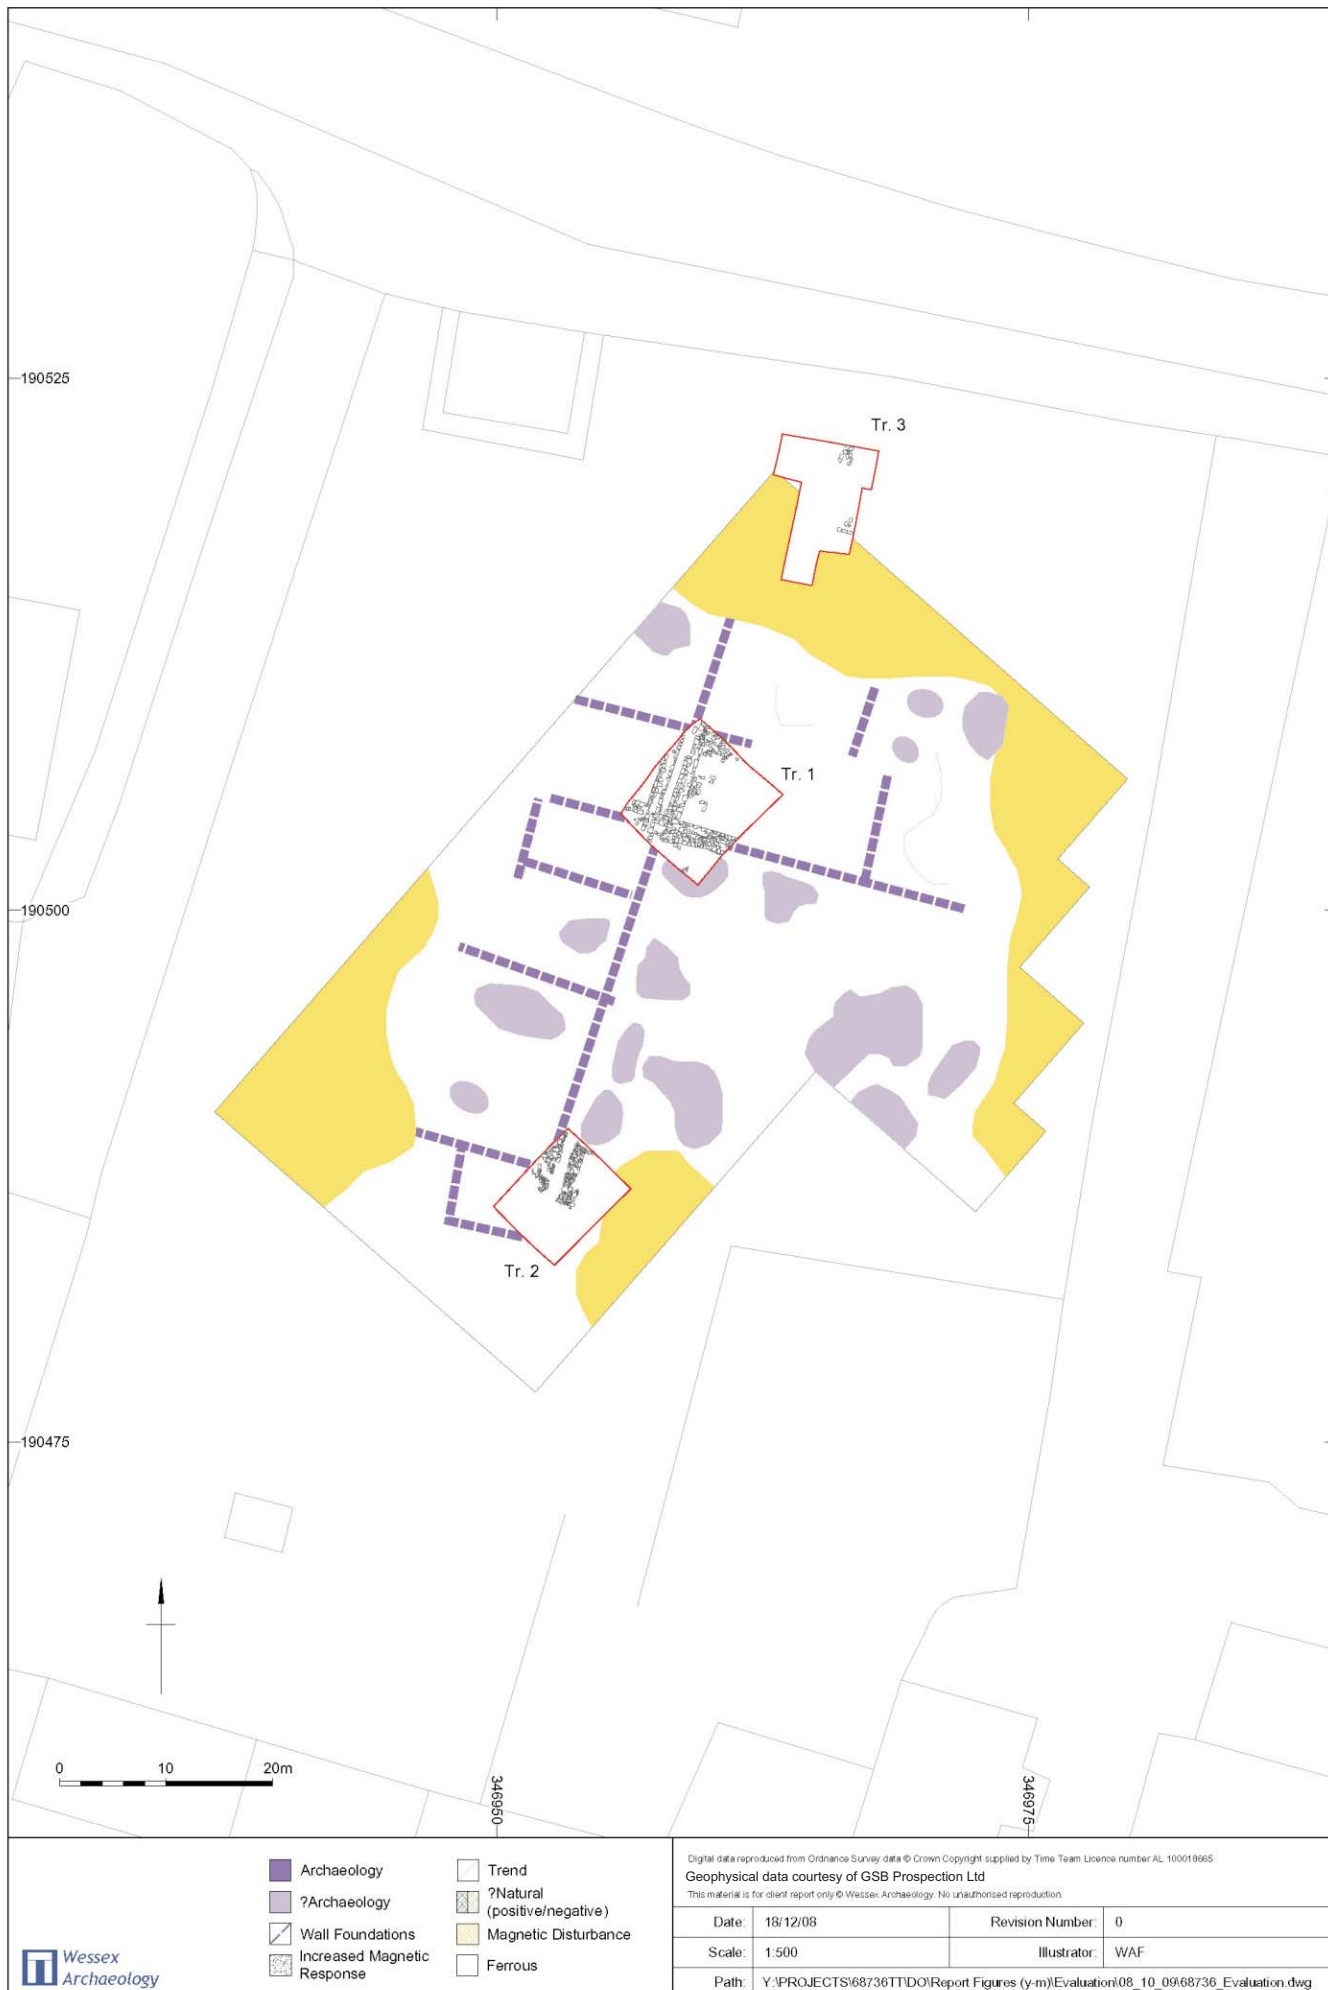 190525
Tr. 3
Tr. 1
190500
Tr. 2
190475
0 10 20m
346950
346975
Wessex
Archaeology
Archaeology
?Archaeology
Wall Foundations
Increased Magnetic
Response
Trend
?Natural
(positive/negative)
Magnetic Disturbance
Ferrous
Digital data reproduced from Ordnance Survey data © Crown Copyright supplied by Time Team Licence number AL 100018665
Geophysical data courtesy of GSB Prospection Ltd
This material is for client report only © Wessex Archaeology. No unauthorised reproduction.
Date: 18/12/08 Revision Number: 0
Scale: 1:500 Illustrator: WAF
Path: Y:\PROJECTS\68736TT\DO\Report Figures (y-m)\Evaluation\08_10_09\68736_Evaluation.dwg